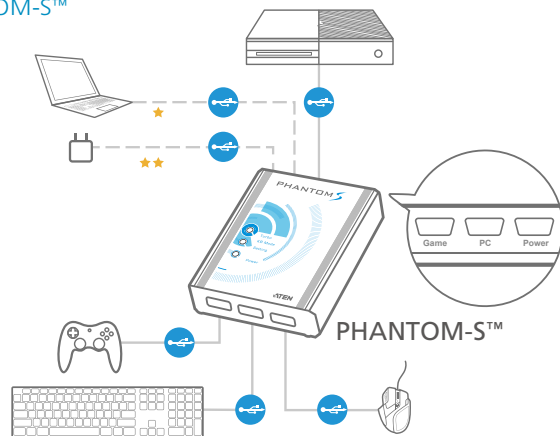 OM-S™
PHANTOM S
ATEN
Game PC Power
PHANTOM-S™